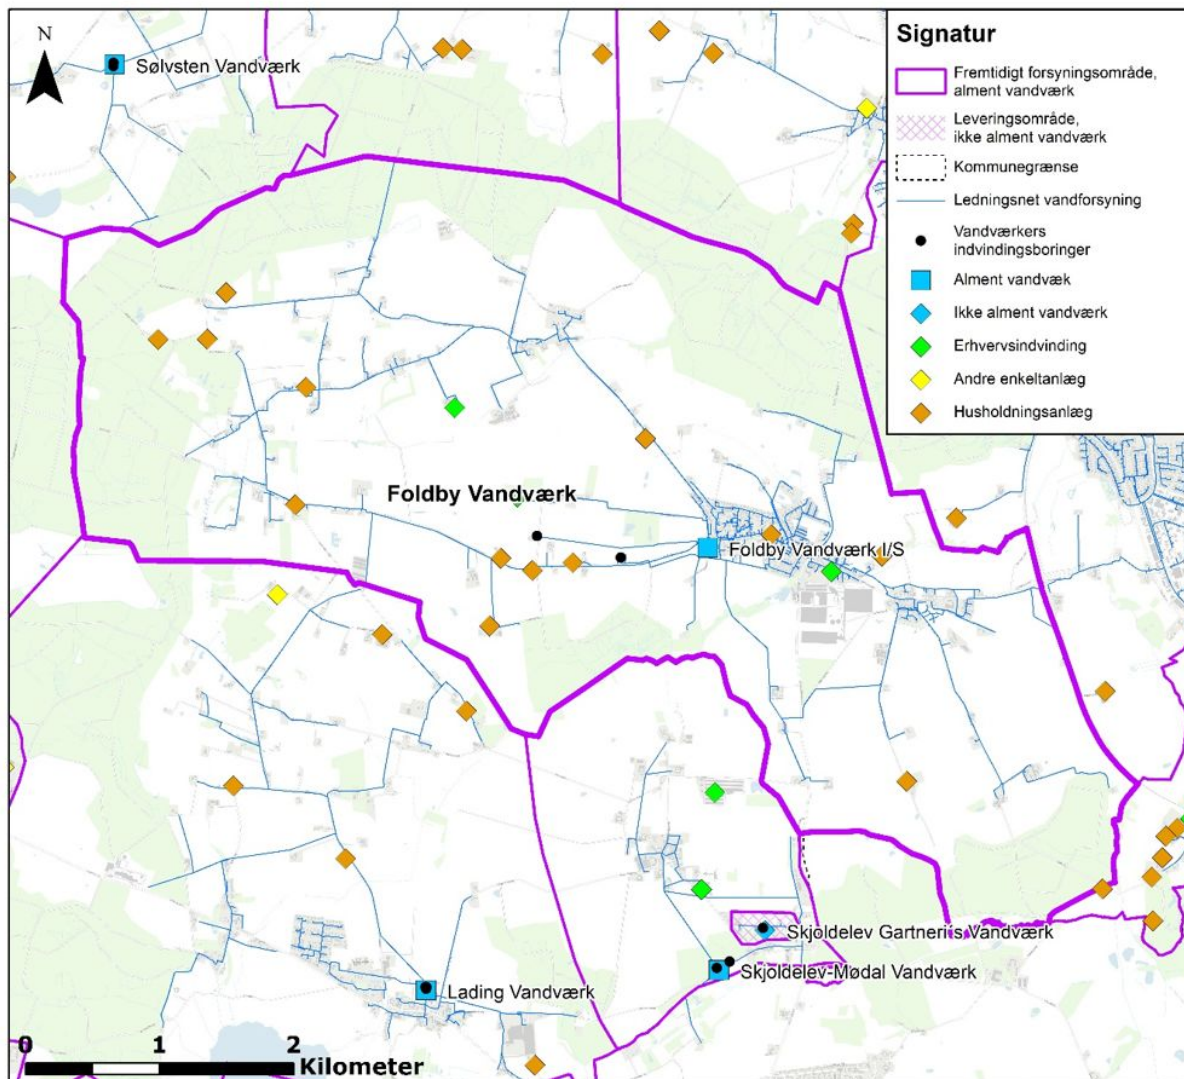 N
Sølvsten Vandværk
Signatur
Fremtidigt forsyningsområde,
alment vandværk
Leveringsområde,
ikke alment vandværk
Kommunegrænse
Ledningsnet vandforsyning
Vandværkers
indvindingsboringer
Alment vandvæk
Ikke alment vandværk
Erhvervsindvinding
Andre enkeltanlæg
Husholdningsanlæg
Foldby Vandværk
Foldby Vandværk I/S
Skjoldelev Gartneri´s Vandværk
Skjoldelev-Mødal Vandværk
Lading Vandværk
0 1 2
Kilometer